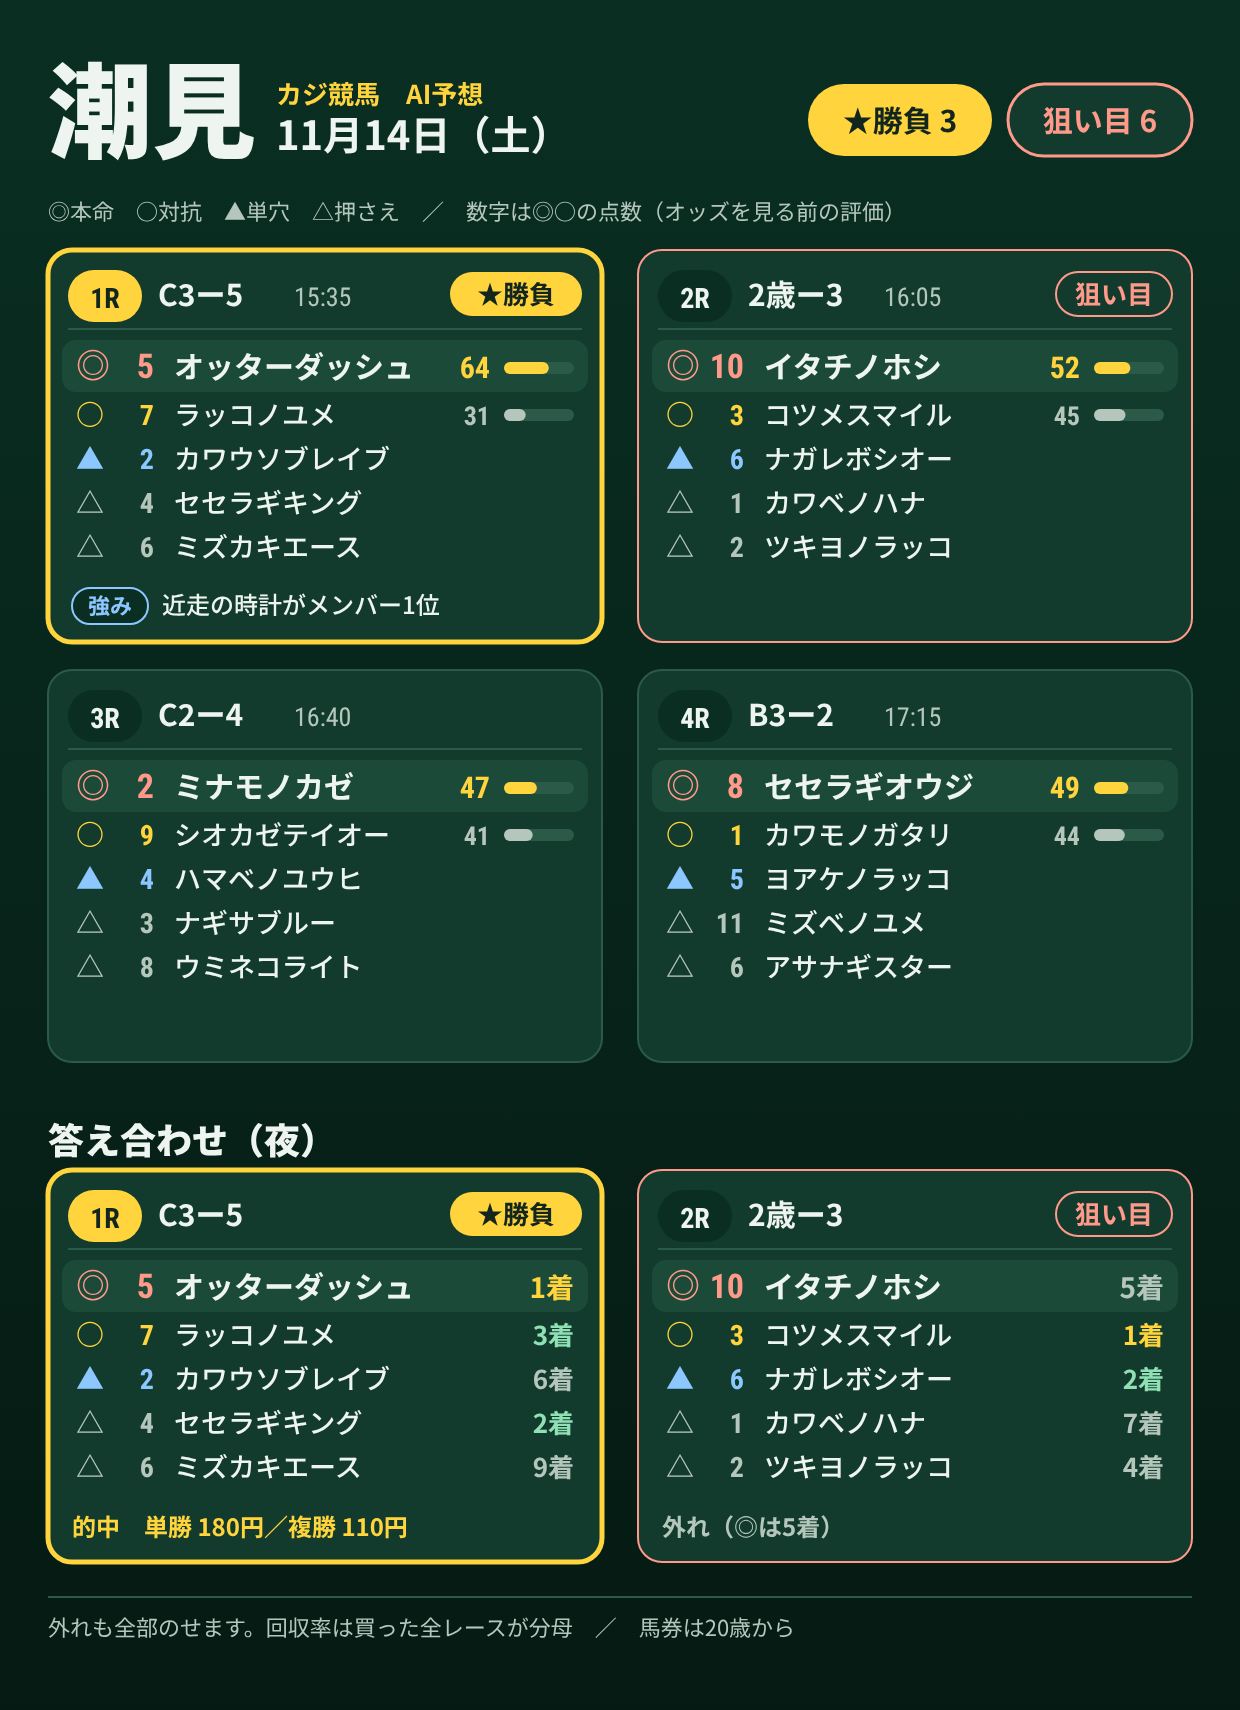 潮見
カジ競馬　AI予想
11月14日（土）
★勝負 3
狙い目 6
◎本命　○対抗　▲単穴　△押さえ　／　数字は◎○の点数（オッズを見る前の評価）
1R C3ー5 15:35 ★勝負
◎ 5 オッターダッシュ 64
○ 7 ラッコノユメ 31
▲ 2 カワウソブレイブ
△ 4 セセラギキング
△ 6 ミズカキエース
強み 近走の時計がメンバー1位
2R 2歳ー3 16:05 狙い目
◎ 10 イタチノホシ 52
○ 3 コツメスマイル 45
▲ 6 ナガレボシオー
△ 1 カワベノハナ
△ 2 ツキヨノラッコ
3R C2ー4 16:40
◎ 2 ミナモノカゼ 47
○ 9 シオカゼテイオー 41
▲ 4 ハマベノユウヒ
△ 3 ナギサブルー
△ 8 ウミネコライト
4R B3ー2 17:15
◎ 8 セセラギオウジ 49
○ 1 カワモノガタリ 44
▲ 5 ヨアケノラッコ
△ 11 ミズベノユメ
△ 6 アサナギスター
答え合わせ（夜）
1R C3ー5 ★勝負
◎ 5 オッターダッシュ 1着
○ 7 ラッコノユメ 3着
▲ 2 カワウソブレイブ 6着
△ 4 セセラギキング 2着
△ 6 ミズカキエース 9着
的中　単勝 180円／複勝 110円
2R 2歳ー3 狙い目
◎ 10 イタチノホシ 5着
○ 3 コツメスマイル 1着
▲ 6 ナガレボシオー 2着
△ 1 カワベノハナ 7着
△ 2 ツキヨノラッコ 4着
外れ（◎は5着）
外れも全部のせます。回収率は買った全レースが分母　／　馬券は20歳から